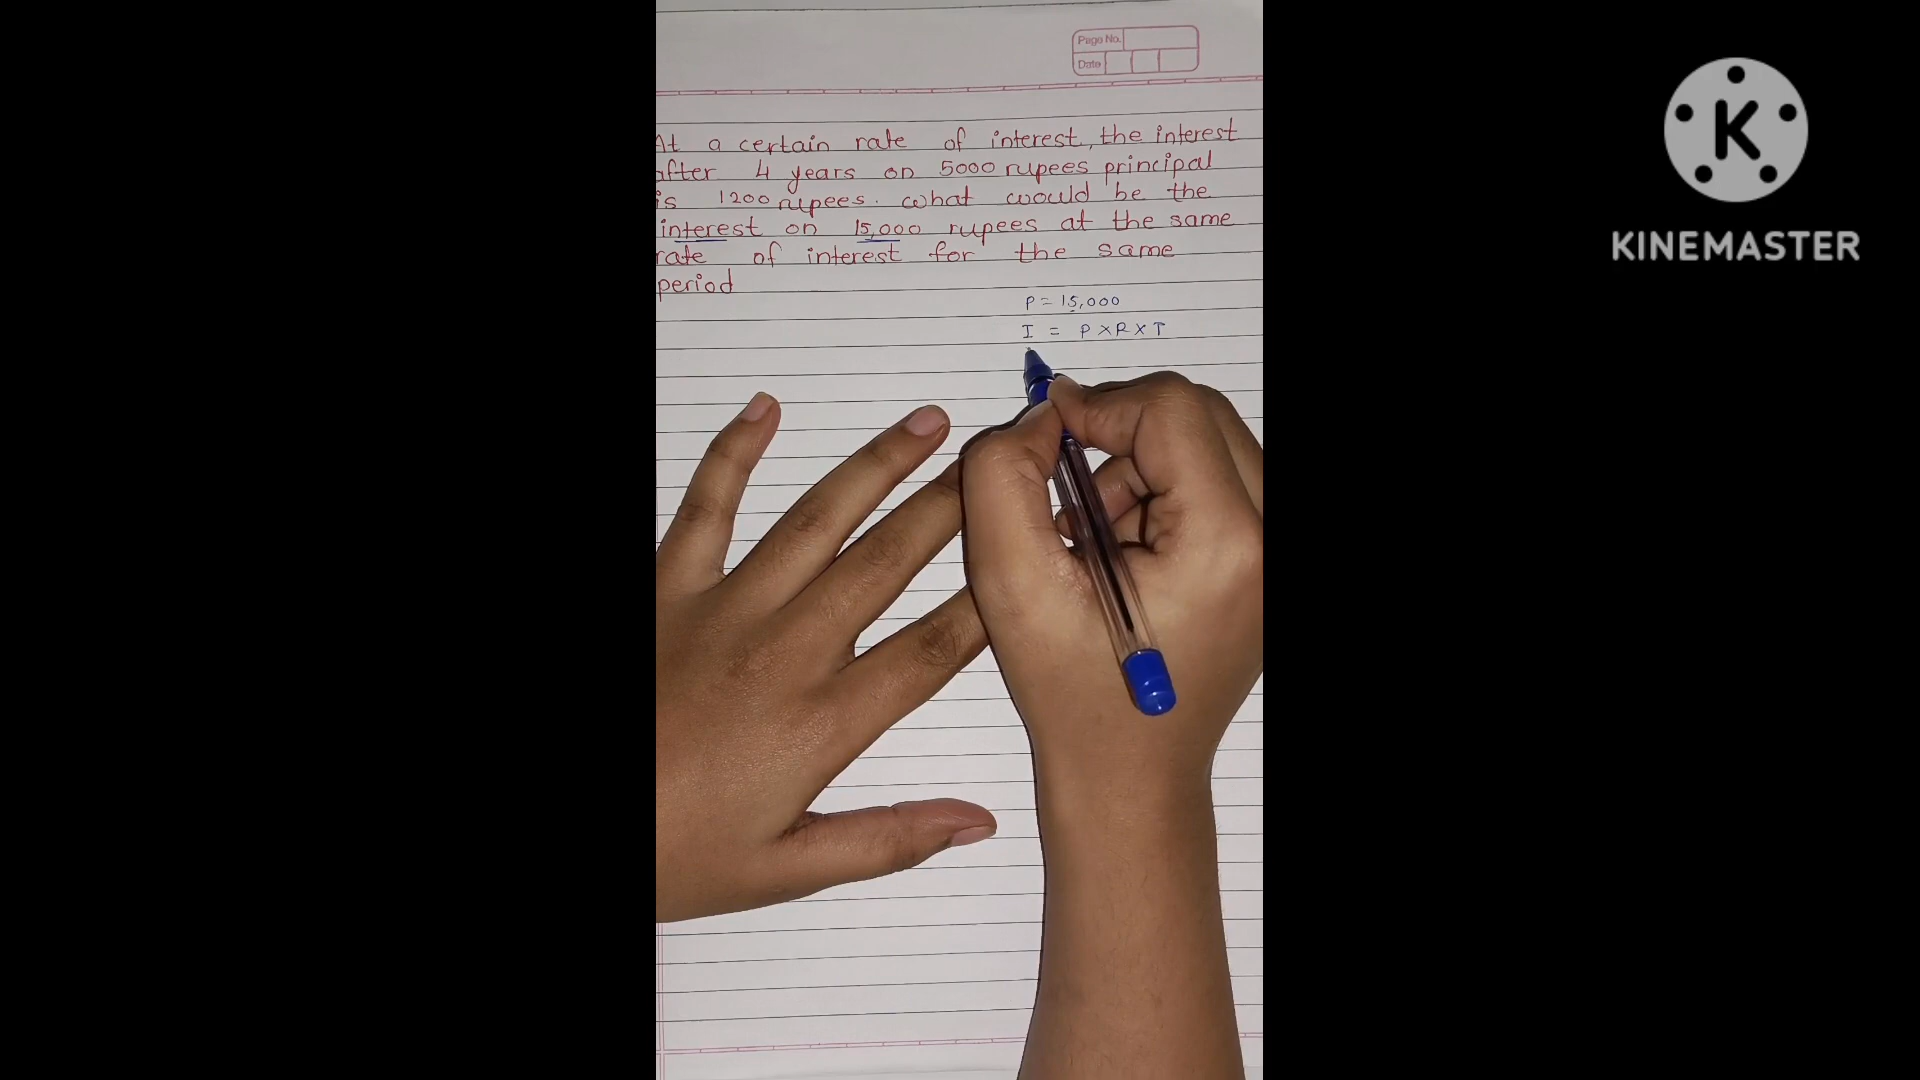 Page No.
Date
At a certain rate of interest, the interest
after 4 years on 5000 rupees principal
is 1200 rupees. what would be the
interest on 15,000 rupees at the same
rate of interest for the same
period
P = 15,000
I = P × R × T
K
KINEMASTER